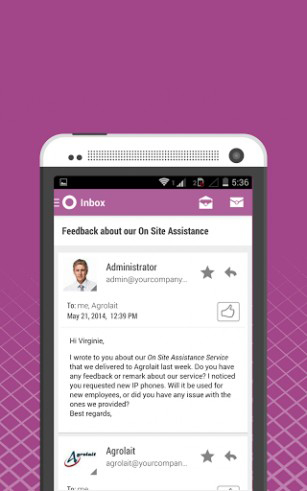 5:36
Inbox
Feedback about our On Site Assistance
Administrator
admin@yourcompany...
To: me, Agrolait
May 21, 2014, 12:39 PM
Hi Virginie,
I wrote to you about our On Site Assistance Service
that we delivered to Agrolait last week. Do you have
any feedback or remark about our service? I noticed
you requested new IP phones. Will it be used for
new employees, or did you have any issue with the
ones we provided?
Best regards,
Agrolait
Agrolait
agrolait@yourcompan...
To: me